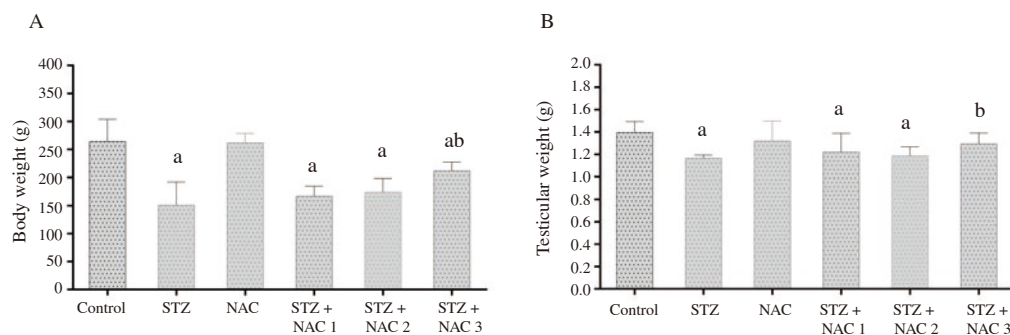 A
Body weight (g)
400
350
300
250
200
150
100
50
0
a
a
a
ab
Control
STZ
NAC
STZ +
NAC 1
STZ +
NAC 2
STZ +
NAC 3
B
Testicular weight (g)
2.0
1.8
1.6
1.4
1.2
1.0
1.8
1.6
1.4
0.2
0.0
a
a
a
b
Control
STZ
NAC
STZ +
NAC 1
STZ +
NAC 2
STZ +
NAC 3